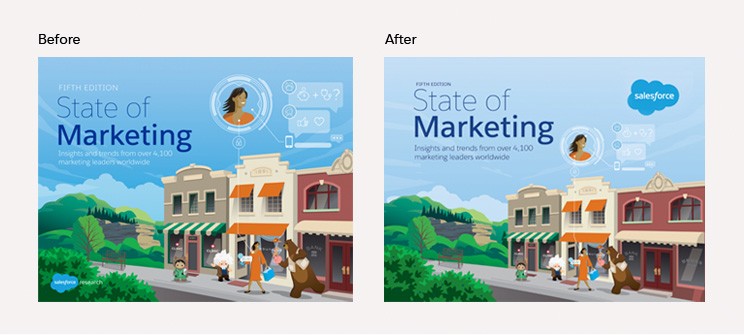 Before
After
FIFTH EDITION
State of
Marketing
Insights and trends from over 4,100
marketing leaders worldwide
salesforce research
FIFTH EDITION
State of
Marketing
Insights and trends from over 4,100
marketing leaders worldwide
salesforce